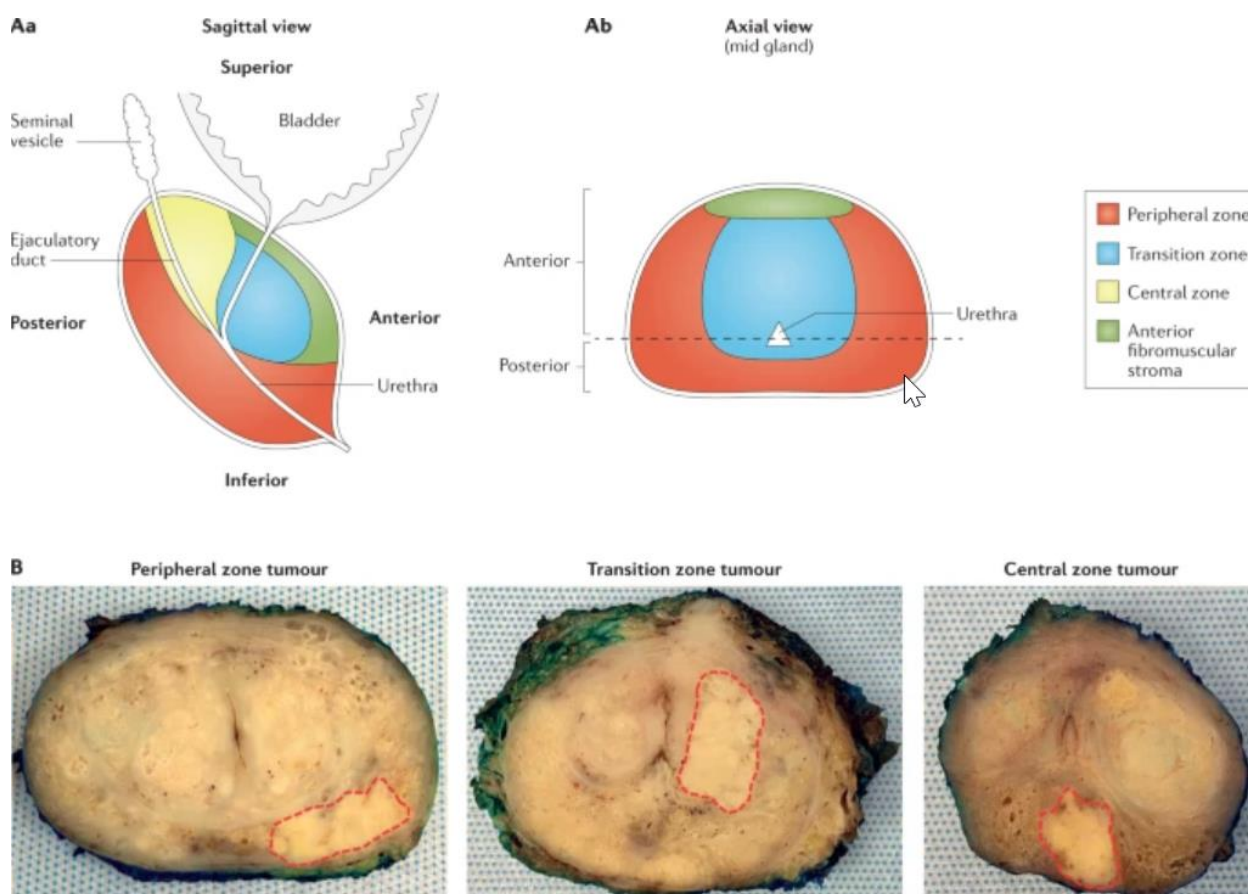 Aa
Sagittal view
Superior
Seminal
vesicle
Bladder
Ejaculatory
duct
Posterior
Anterior
Urethra
Inferior
Ab
Axial view
(mid gland)
Anterior
Posterior
Urethra
Peripheral zone
Transition zone
Central zone
Anterior
fibromuscular
stroma
B
Peripheral zone tumour
Transition zone tumour
Central zone tumour